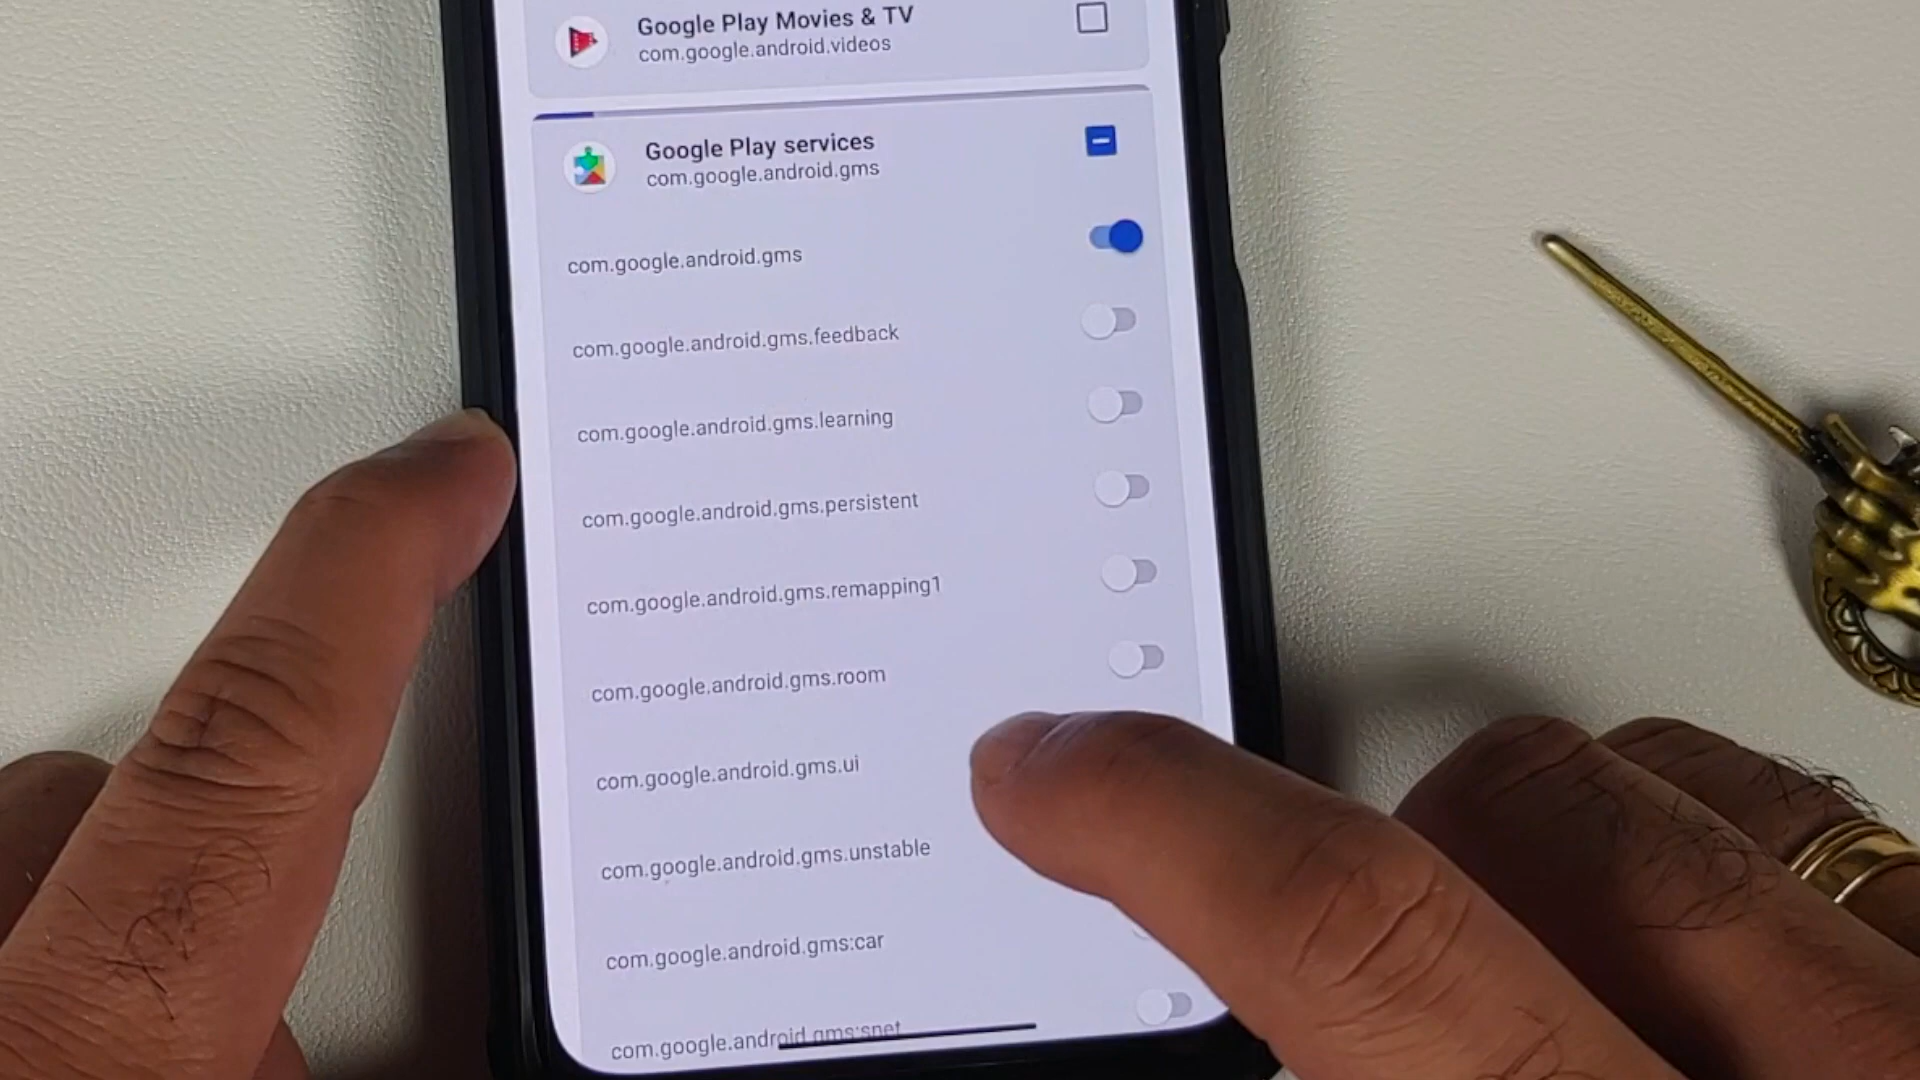 Google Play Movies & TV
com.google.android.videos
Google Play services
com.google.android.gms
com.google.android.gms
com.google.android.gms.feedback
com.google.android.gms.learning
com.google.android.gms.persistent
com.google.android.gms.remapping1
com.google.android.gms.room
com.google.android.gms.ui
com.google.android.gms.unstable
com.google.android.gms:car
com.google.android.gms:snet